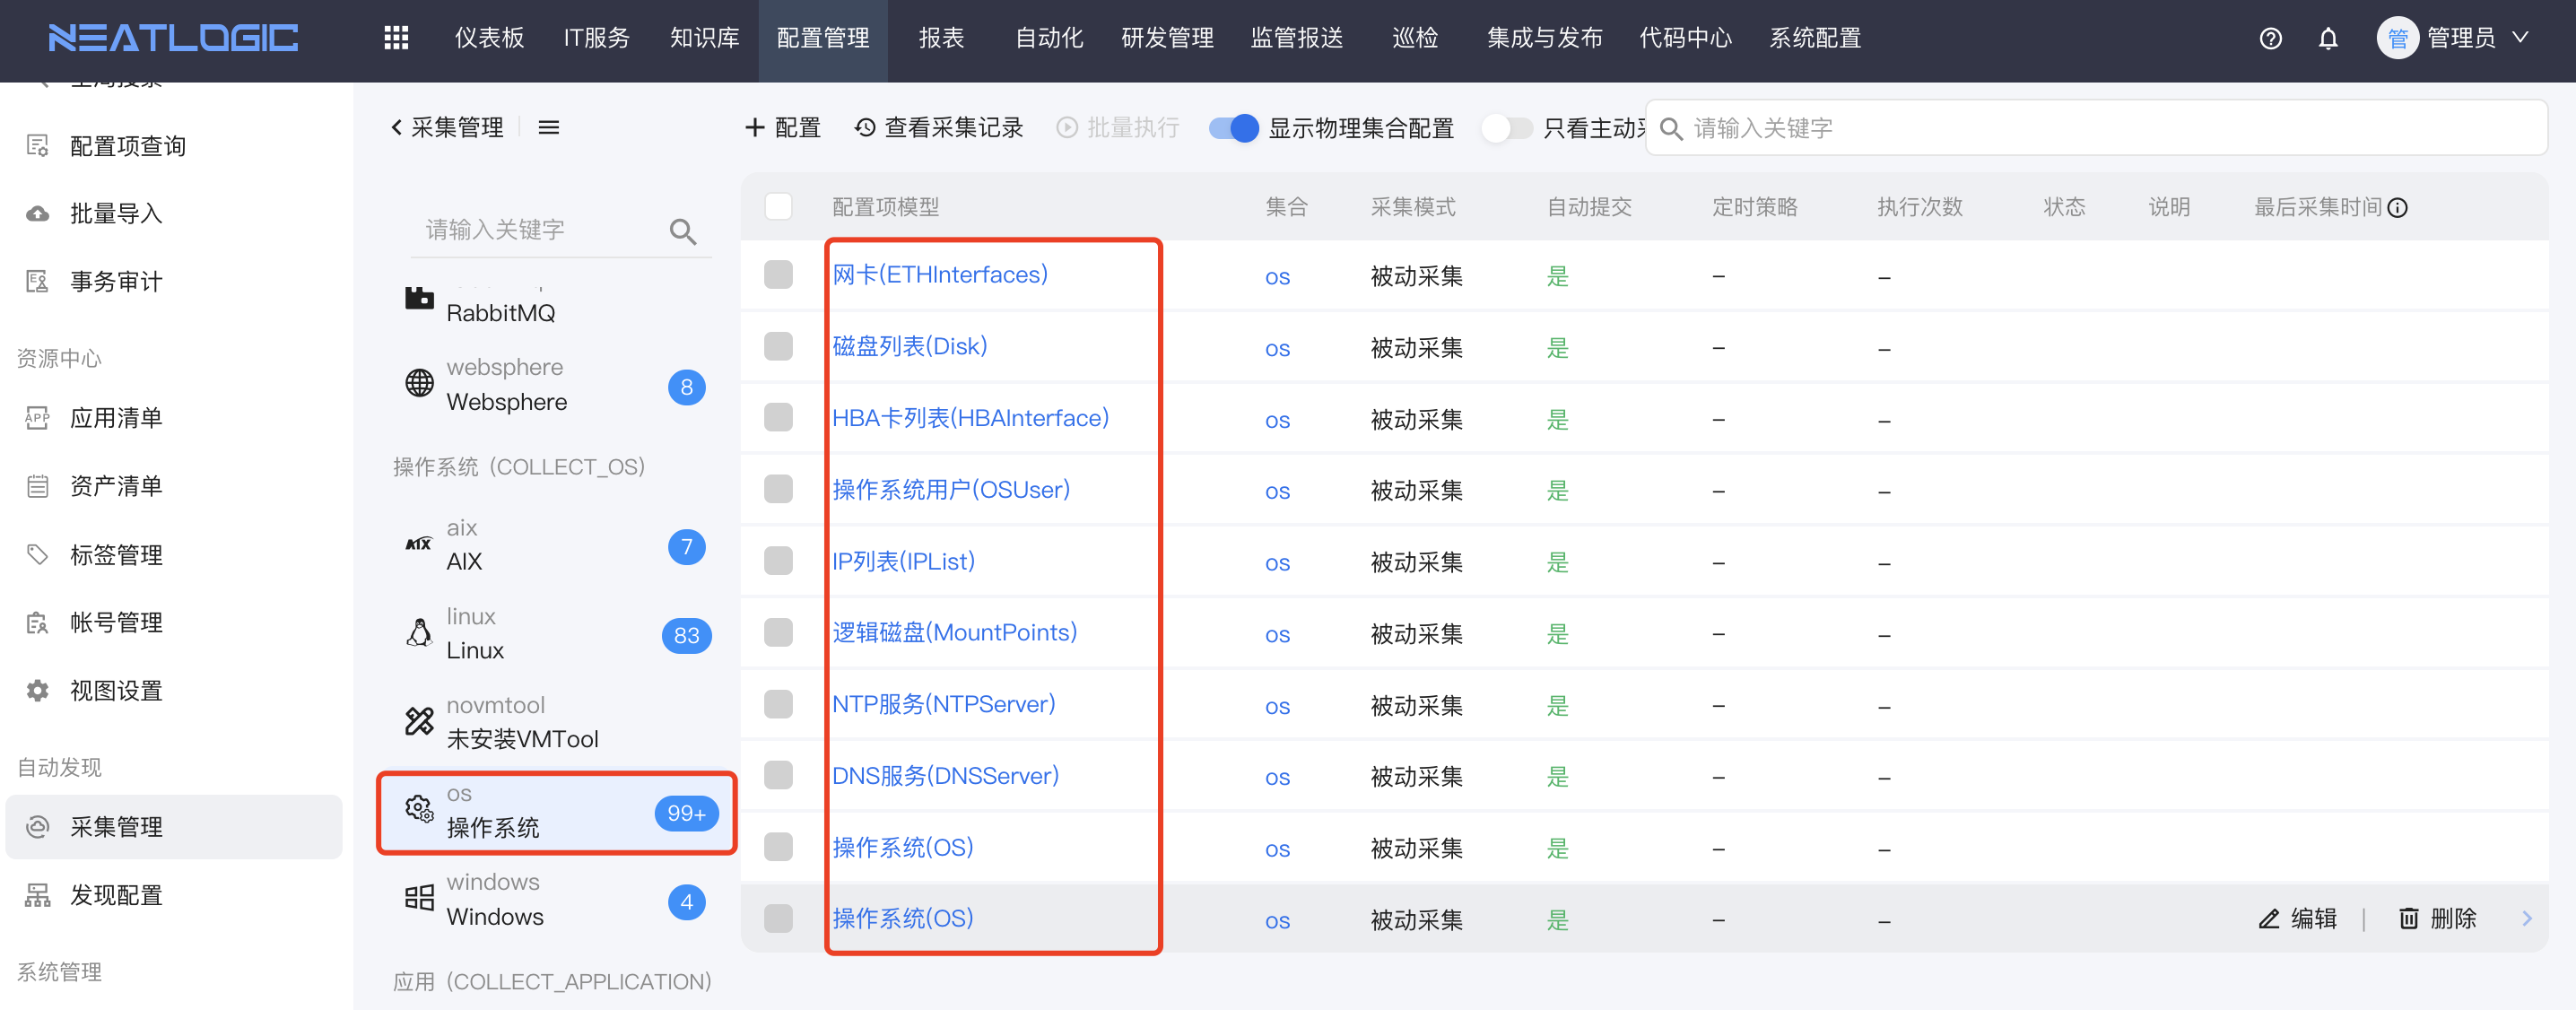 NEATLOGIC
仪表板
IT服务
知识库
配置管理
报表
自动化
研发管理
监管报送
巡检
集成与发布
代码中心
系统配置
管
管理员
配置项查询
批量导入
事务审计
资源中心
APP
应用清单
资产清单
标签管理
帐号管理
视图设置
自动发现
采集管理
发现配置
系统管理
采集管理
请输入关键字
RabbitMQ
websphere
Websphere
8
操作系统 (COLLECT_OS)
AIX
aix
AIX
7
linux
Linux
83
novmtool
未安装VMTool
os
操作系统
99+
windows
Windows
4
应用 (COLLECT_APPLICATION)
配置
查看采集记录
批量执行
显示物理集合配置
只看主动
请输入关键字
配置项模型 集合 采集模式 自动提交 定时策略 执行次数 状态 说明 最后采集时间
网卡(ETHInterfaces) os 被动采集 是 – –
磁盘列表(Disk) os 被动采集 是 – –
HBA卡列表(HBAInterface) os 被动采集 是 – –
操作系统用户(OSUser) os 被动采集 是 – –
IP列表(IPList) os 被动采集 是 – –
逻辑磁盘(MountPoints) os 被动采集 是 – –
NTP服务(NTPServer) os 被动采集 是 – –
DNS服务(DNSServer) os 被动采集 是 – –
操作系统(OS) os 被动采集 是 – –
操作系统(OS) os 被动采集 是 – – 编辑 | 删除